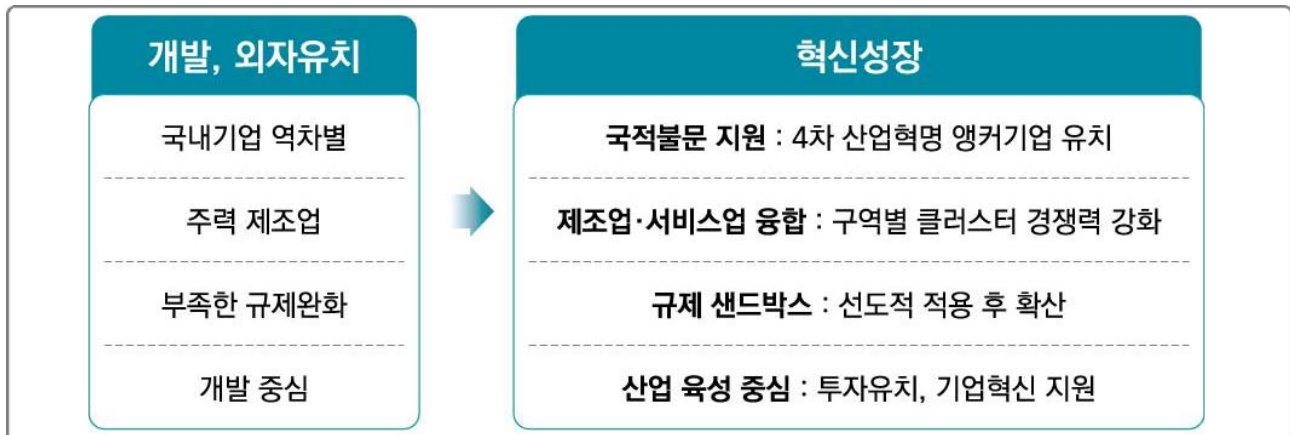 개발, 외자유치
국내기업 역차별
주력 제조업
부족한 규제완화
개발 중심
혁신성장
국적불문 지원 : 4차 산업혁명 앵커기업 유치
제조업·서비스업 융합 : 구역별 클러스터 경쟁력 강화
규제 샌드박스 : 선도적 적용 후 확산
산업 육성 중심 : 투자유치, 기업혁신 지원